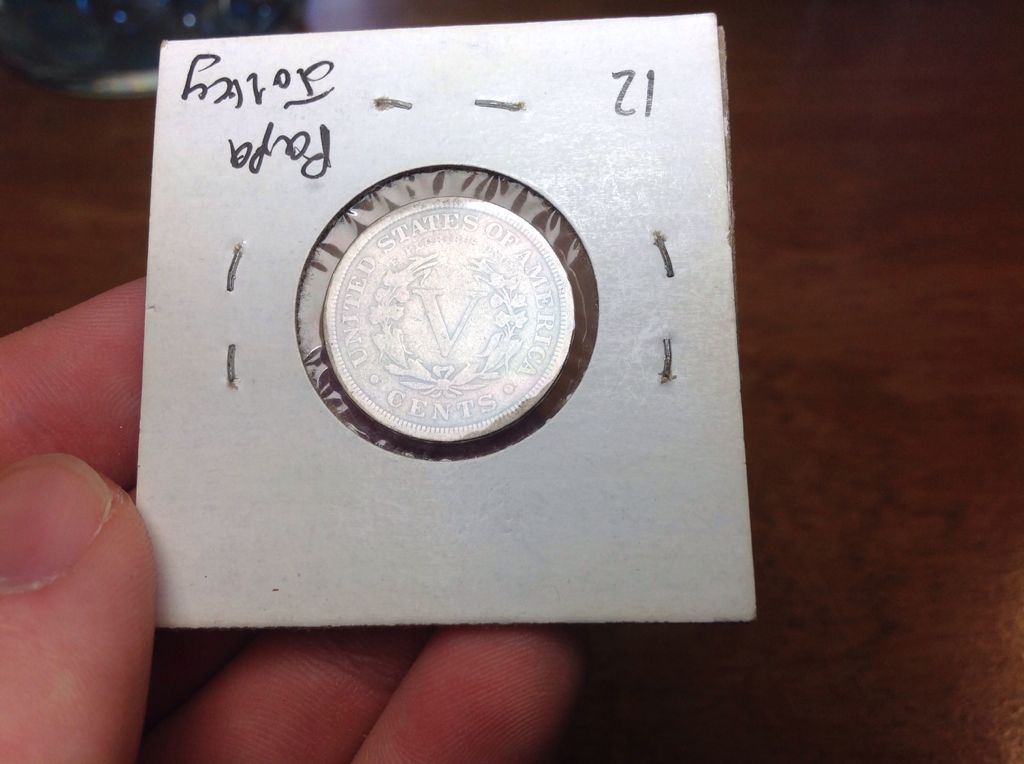 12
Papa
UNITED STATES OF AMERICA
V
CENTS